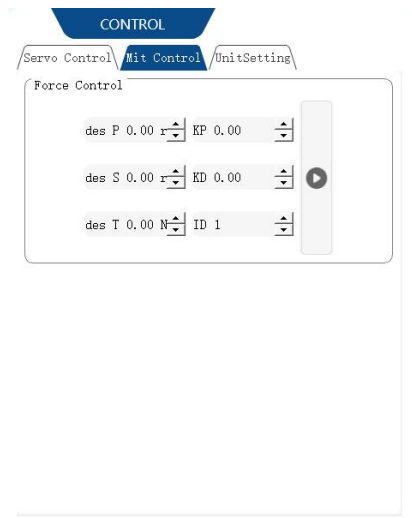 CONTROL
Servo Control Mit Control UnitSetting
Force Control
des P 0.00 r KP 0.00
des S 0.00 r KD 0.00
des T 0.00 N ID 1